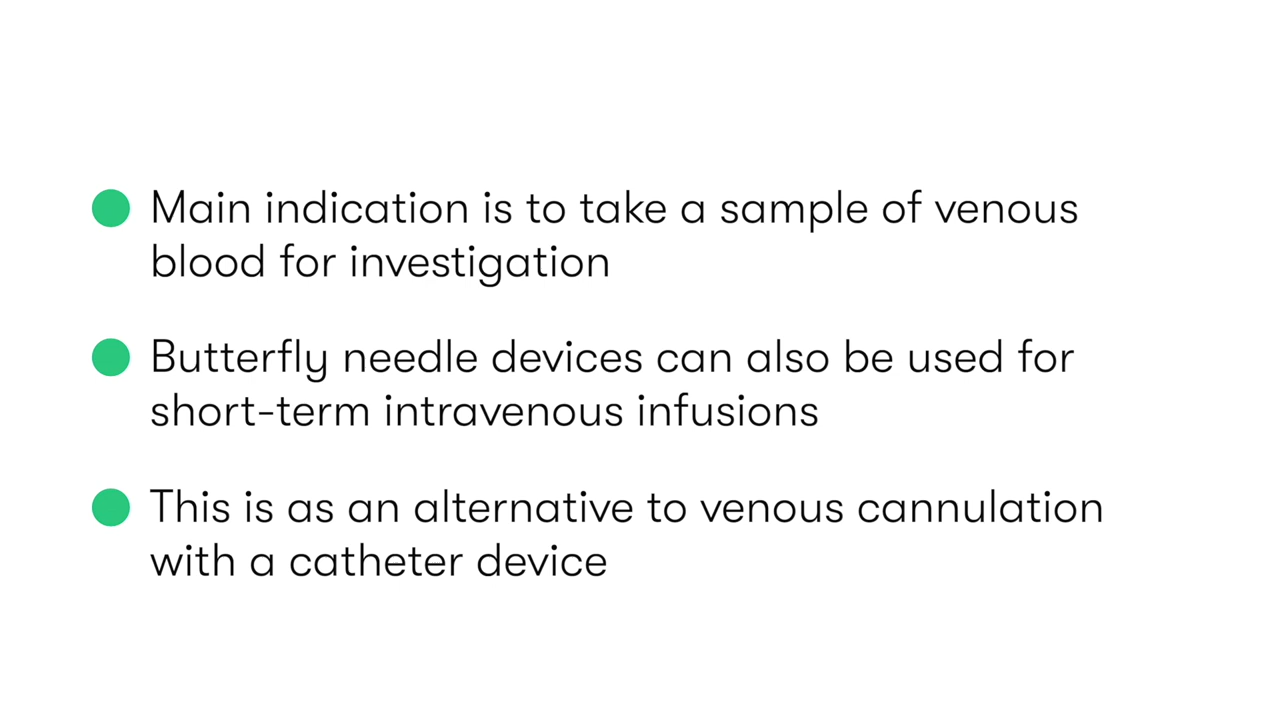 Main indication is to take a sample of venous
blood for investigation
Butterfly needle devices can also be used for
short-term intravenous infusions
This is as an alternative to venous cannulation
with a catheter device